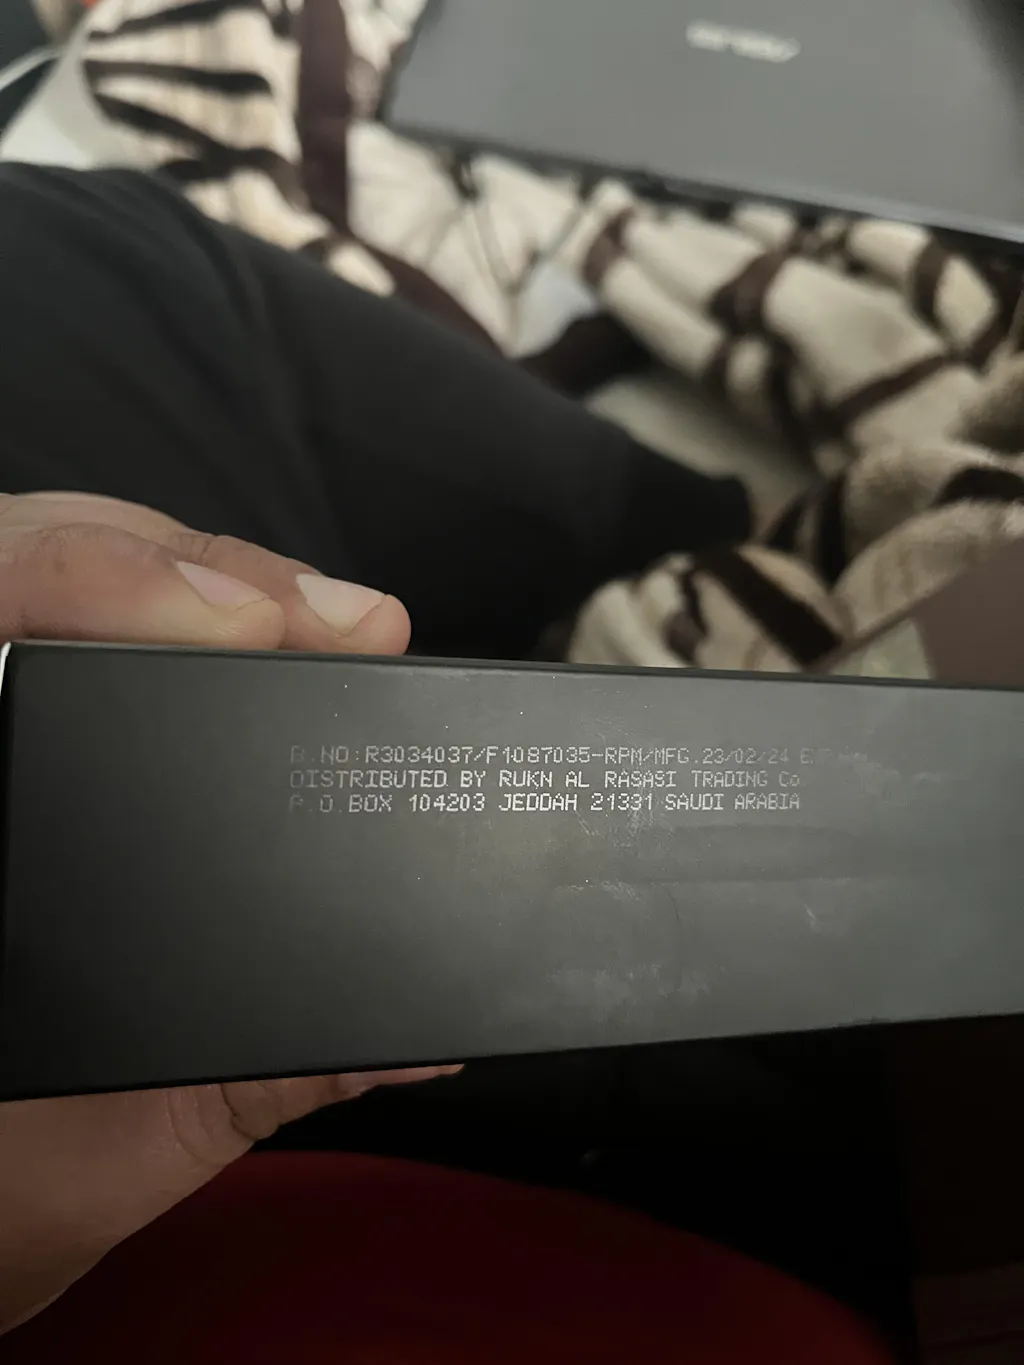 B.NO:R3034037/F1087035-RPM/MFG.23/02/24
DISTRIBUTED BY RUKN AL RASASI TRADING Co.
P.O.BOX 104203 JEDDAH 21331 SAUDI ARABIA